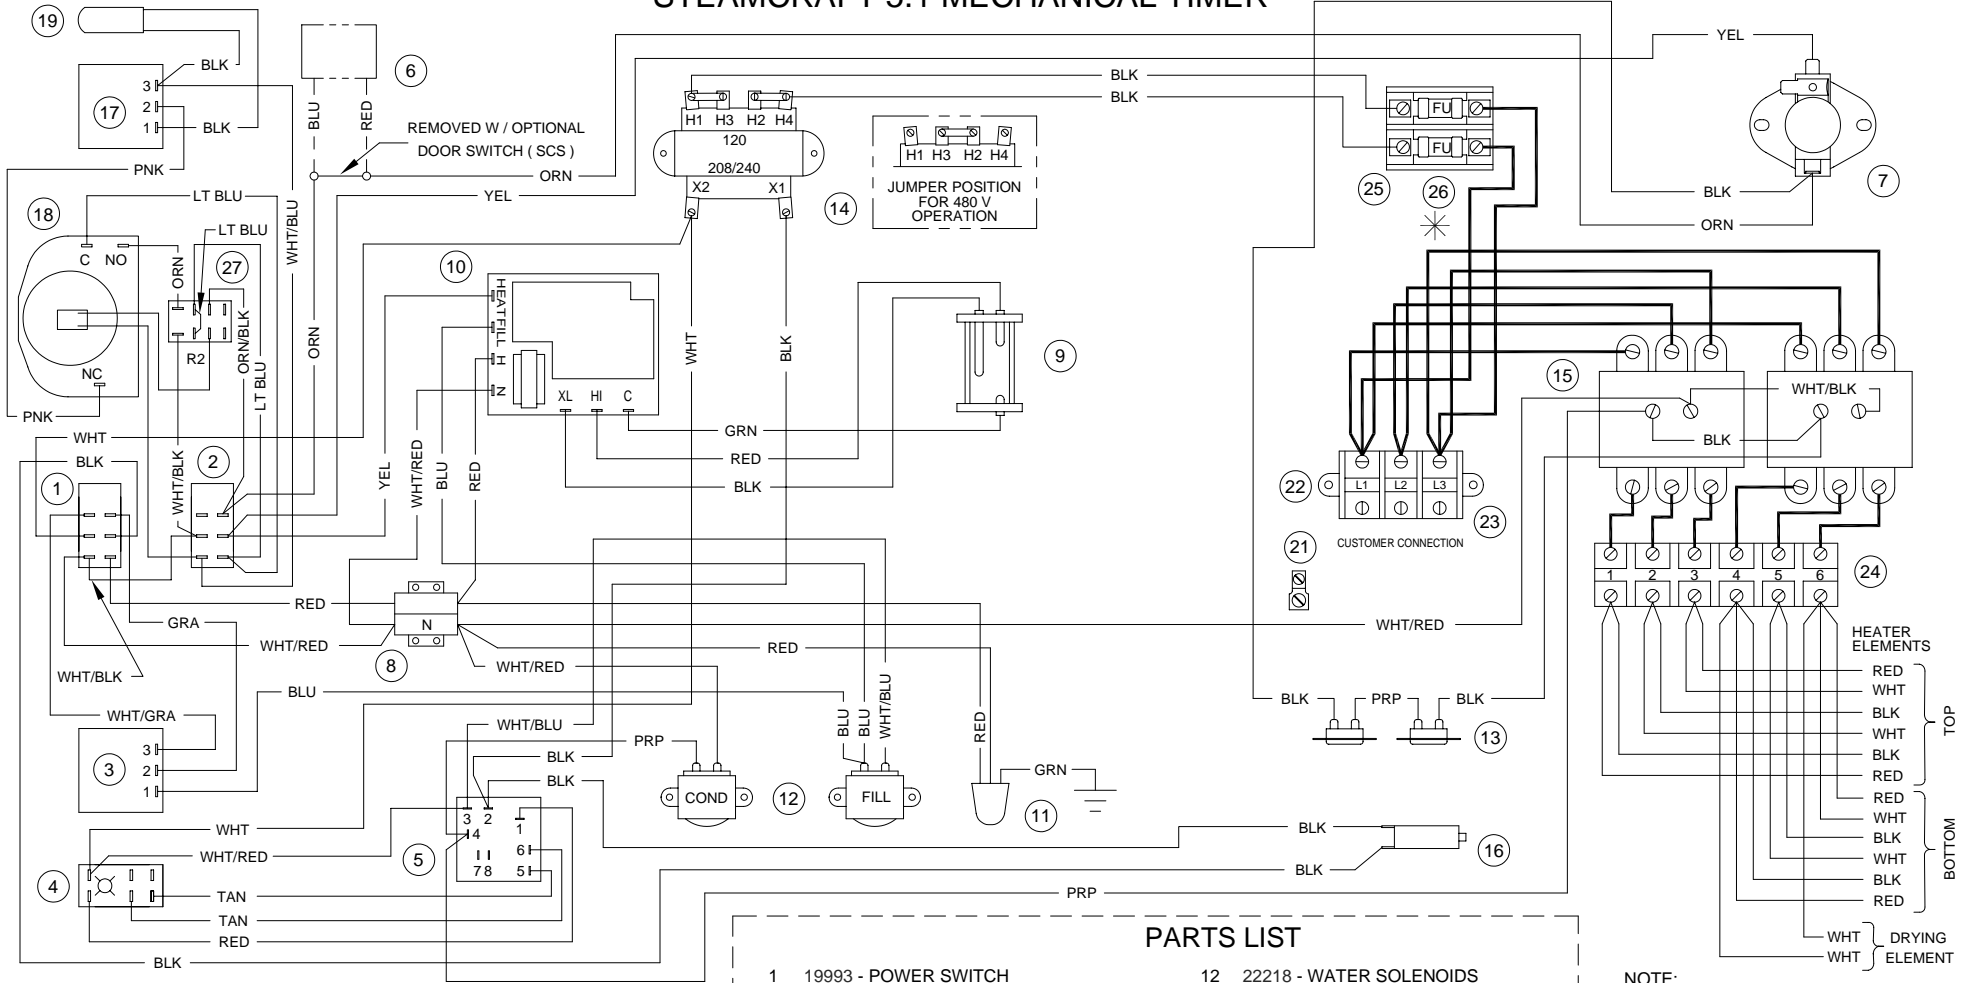 STEAMCRAFT 3.1 MECHANICAL TIMER
19
BLK
3
2
1
17
BLK
PNK
WHT/BLU
6
BLU
RED
REMOVED W / OPTIONAL
DOOR SWITCH ( SCS )
ORN
YEL
LT BLU
18
C NO
NC
PNK
LT BLU
27
ORN
R2
ORN/BLK
LT BLU
ORN
WHT/BLK
H1 H3 H2 H4
120
208/240
X2 X1
14
WHT
BLK
H1 H3 H2 H4
JUMPER POSITION
FOR 480 V
OPERATION
BLK
BLK
FU
FU
25
26
YEL
BLK
ORN
7
10
HEAT
FILL
H
N
XL HI C
YEL
WHT/RED
BLU
RED
GRN
RED
BLK
9
15
WHT/BLK
BLK
22
L1 L2 L3
23
CUSTOMER CONNECTION
21
WHT
BLK
1
2
RED
GRA
WHT/RED
WHT/BLK
N
8
WHT/RED
RED
WHT/RED
BLU
WHT/GRA
3
2
1
3
WHT/BLU
PRP
BLK
BLK
COND
12
BLU
BLU
WHT/BLU
FILL
RED
GRN
11
BLK
PRP
BLK
13
1 2 3 4 5 6
24
HEATER
ELEMENTS
RED
WHT
BLK
WHT
BLK
RED
TOP
RED
WHT
BLK
WHT
BLK
RED
BOTTOM
WHT
WHT
DRYING
ELEMENT
WHT
WHT/RED
4
TAN
TAN
RED
BLK
5
3 2 1
4
6
7 8 5
BLK
BLK
16
PRP
PARTS LIST
1 19993 - POWER SWITCH
12 22218 - WATER SOLENOIDS
NOTE: